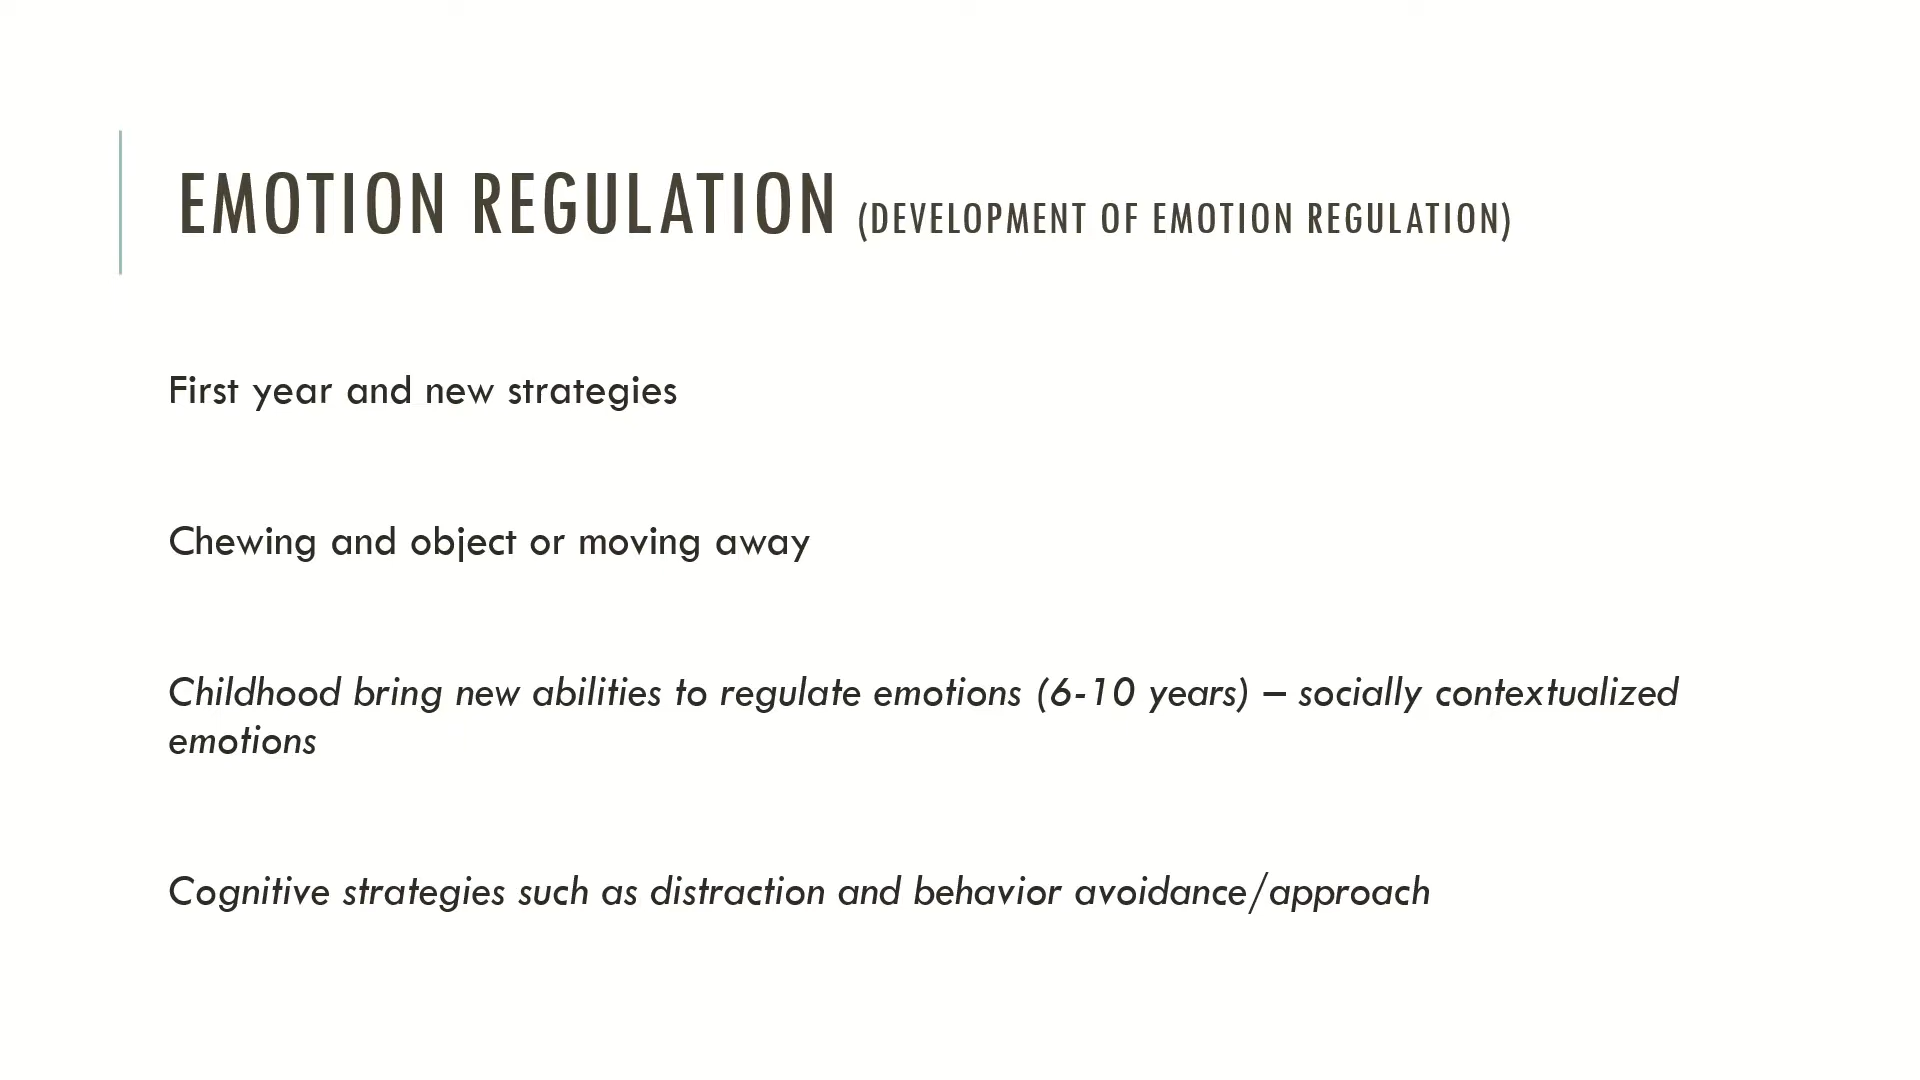 EMOTION REGULATION (DEVELOPMENT OF EMOTION REGULATION)
First year and new strategies
Chewing and object or moving away
Childhood bring new abilities to regulate emotions (6-10 years) – socially contextualized
emotions
Cognitive strategies such as distraction and behavior avoidance/approach